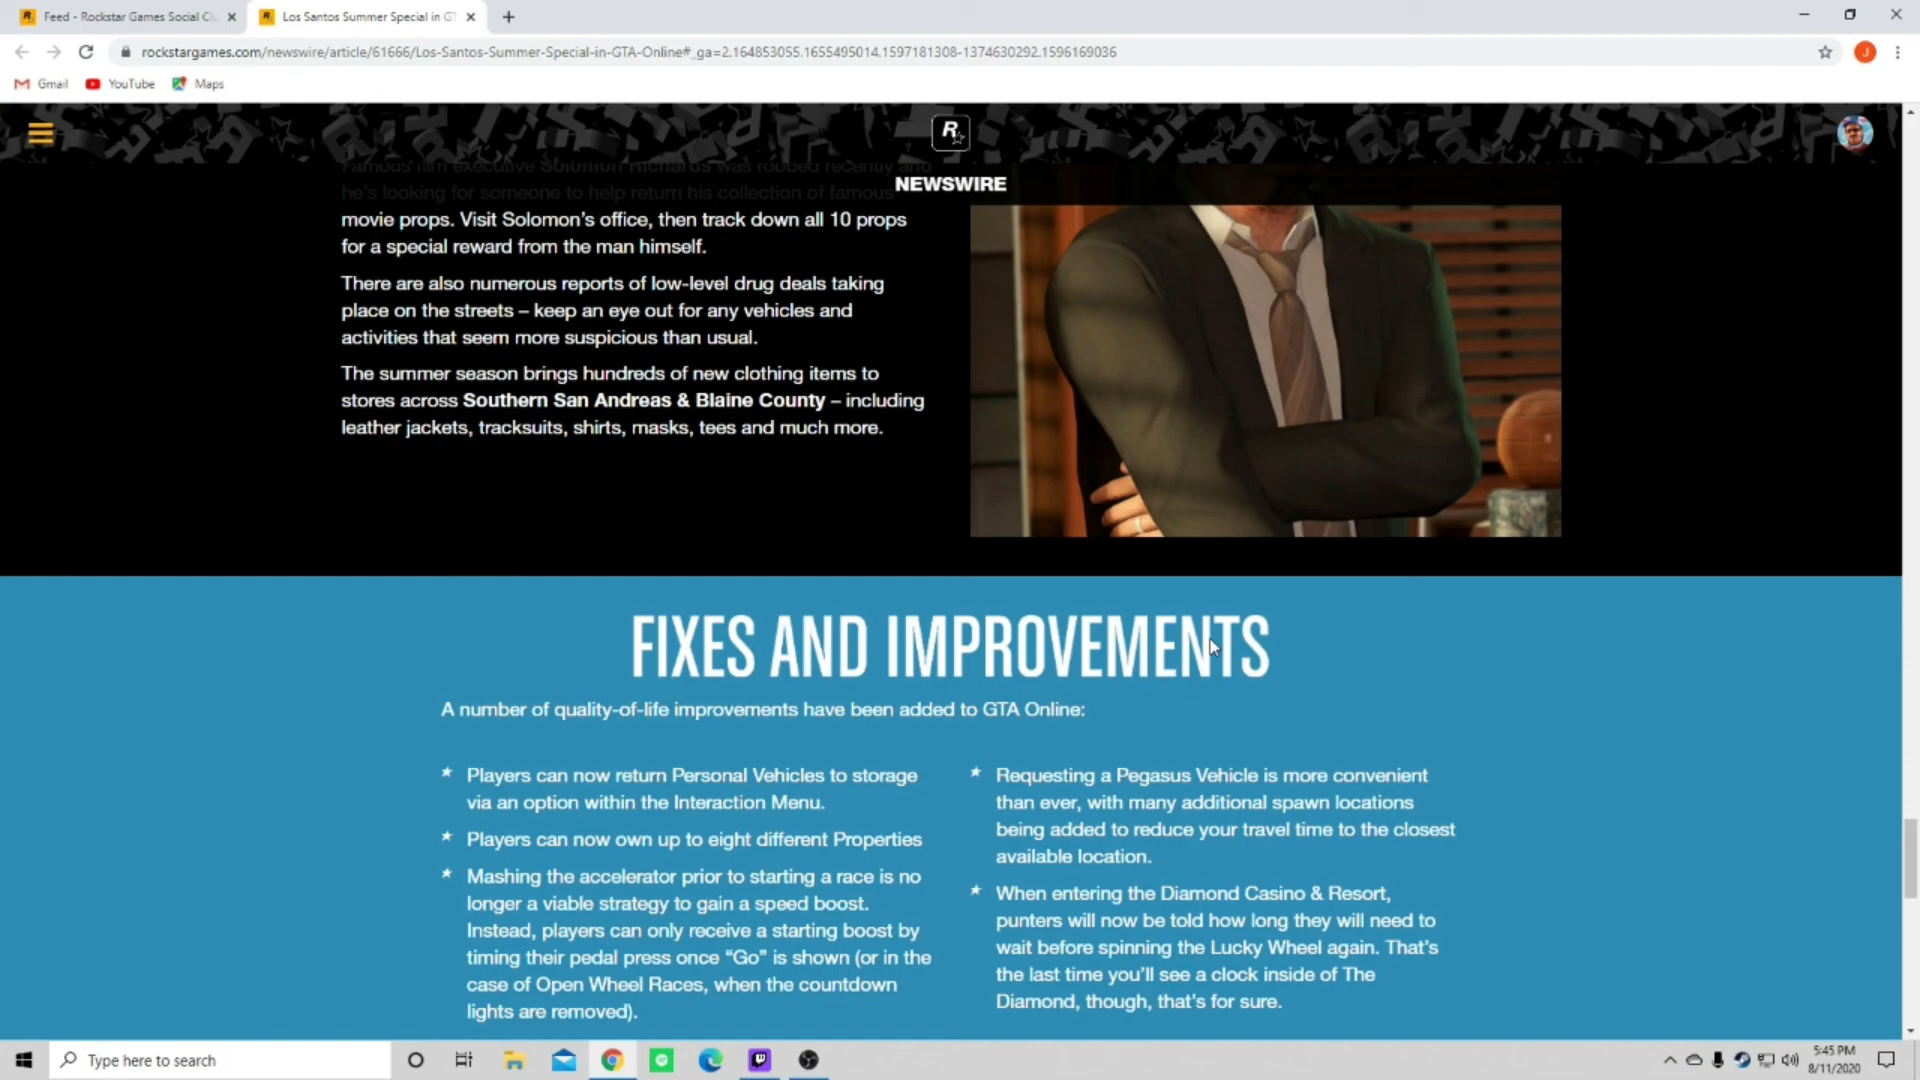 Feed - Rockstar Games Social Cl
Los Santos Summer Special in GT
rockstargames.com/newswire/article/61666/Los-Santos-Summer-Special-in-GTA-Online#_ga=2.164853055.1655495014.1597181308-1374630292.1596169036
J
Gmail
YouTube
Maps
R
NEWSWIRE
Famous film executive Solomon Richards was robbed recently and
he's looking for someone to help return his collection of famous
movie props. Visit Solomon's office, then track down all 10 props
for a special reward from the man himself.
There are also numerous reports of low-level drug deals taking
place on the streets – keep an eye out for any vehicles and
activities that seem more suspicious than usual.
The summer season brings hundreds of new clothing items to
stores across Southern San Andreas & Blaine County – including
leather jackets, tracksuits, shirts, masks, tees and much more.
FIXES AND IMPROVEMENTS
A number of quality-of-life improvements have been added to GTA Online:
Players can now return Personal Vehicles to storage
via an option within the Interaction Menu.
Players can now own up to eight different Properties
Mashing the accelerator prior to starting a race is no
longer a viable strategy to gain a speed boost.
Instead, players can only receive a starting boost by
timing their pedal press once “Go” is shown (or in the
case of Open Wheel Races, when the countdown
lights are removed).
Requesting a Pegasus Vehicle is more convenient
than ever, with many additional spawn locations
being added to reduce your travel time to the closest
available location.
When entering the Diamond Casino & Resort,
punters will now be told how long they will need to
wait before spinning the Lucky Wheel again. That's
the last time you'll see a clock inside of The
Diamond, though, that's for sure.
Type here to search
5:45 PM
8/11/2020